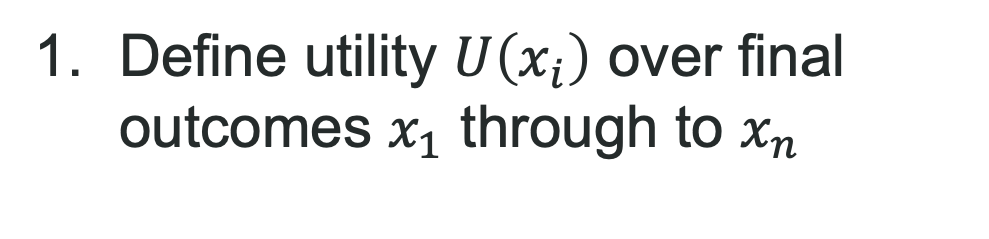 1. Define utility U(xᵢ) over final
outcomes x₁ through to xₙ